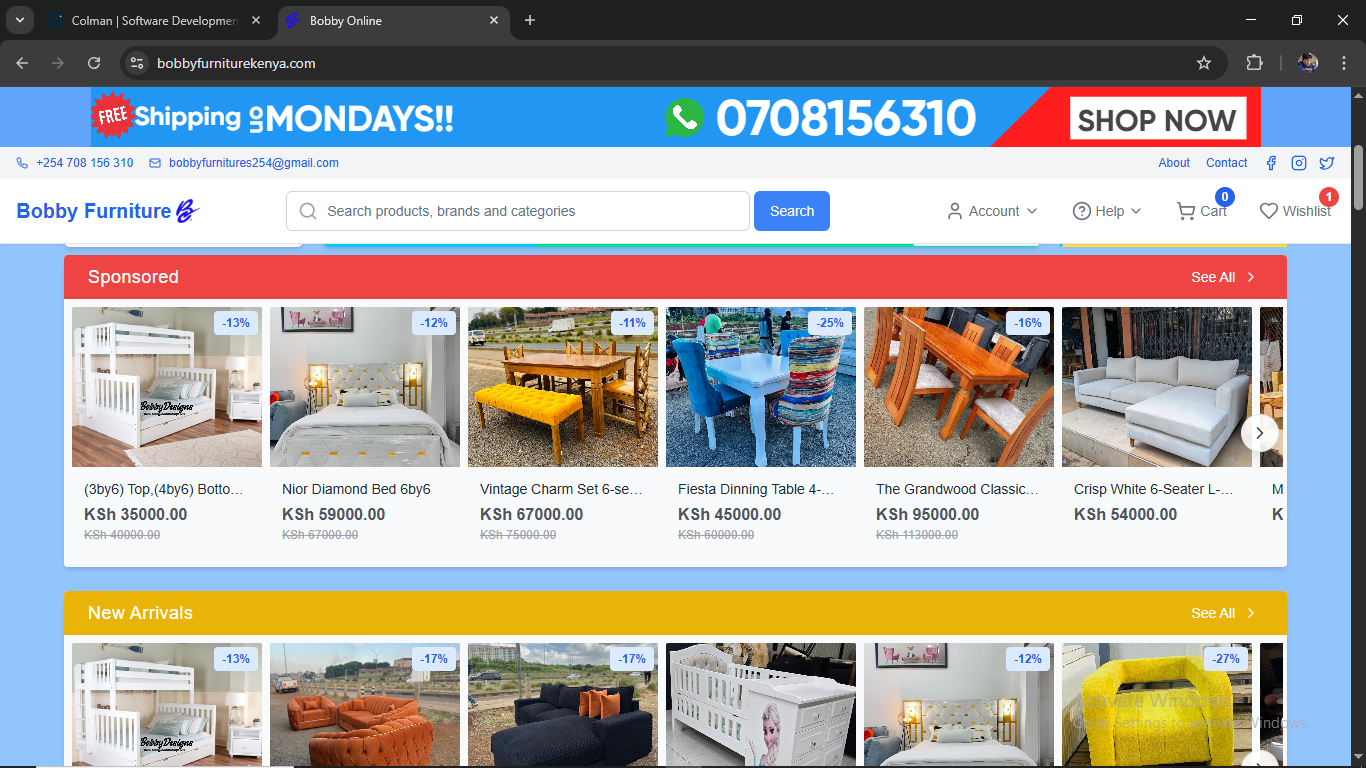 Colman | Software Developmen
Bobby Online
bobbyfurniturekenya.com
FREE Shipping on MONDAYS!!
0708156310
SHOP NOW
+254 708 156 310
bobbyfurnitures254@gmail.com
About
Contact
Bobby Furniture
Search products, brands and categories
Search
Account
Help
0
Cart
1
Wishlist
Sponsored
See All
-13%
-12%
-11%
-25%
-16%
BobbyDesigns
(3by6) Top,(4by6) Botto...
Nior Diamond Bed 6by6
Vintage Charm Set 6-se...
Fiesta Dinning Table 4-...
The Grandwood Classic...
Crisp White 6-Seater L-...
M
KSh 35000.00
KSh 59000.00
KSh 67000.00
KSh 45000.00
KSh 95000.00
KSh 54000.00
K
KSh 40000.00
KSh 67000.00
KSh 75000.00
KSh 60000.00
KSh 113000.00
New Arrivals
See All
-13%
-17%
-17%
-12%
-27%
BobbyDesigns
Activate Windows
Go to Settings to activate Windows.